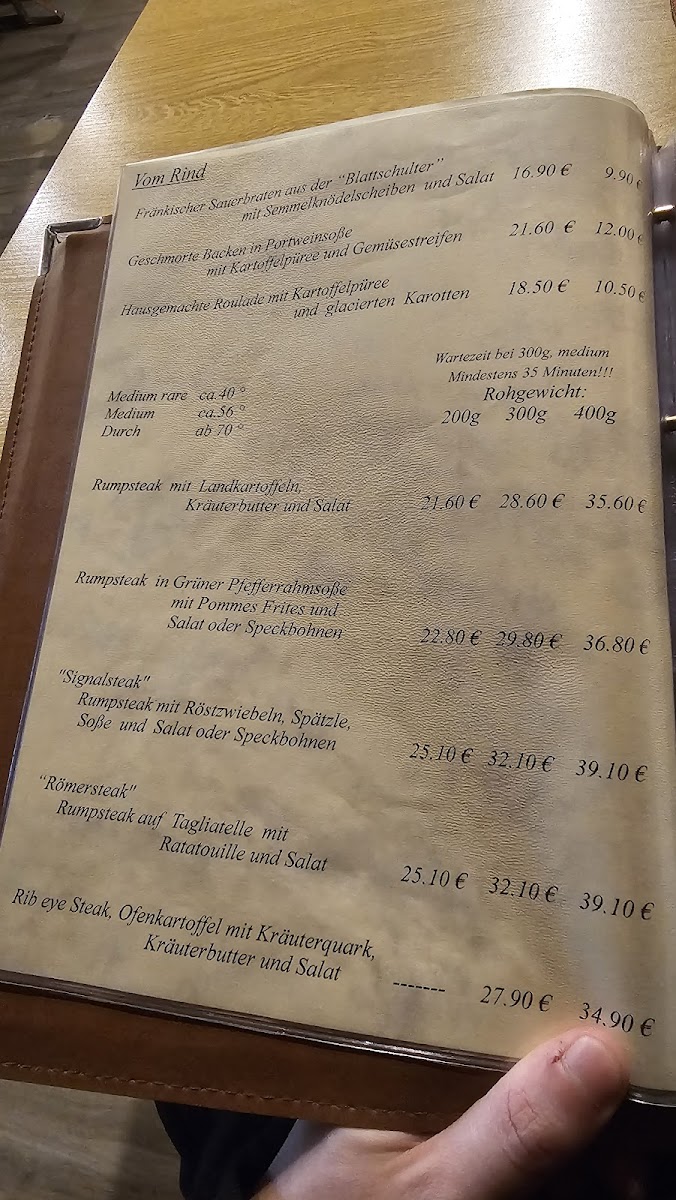 Vom Rind
Fränkischer Sauerbraten aus der “Blattschulter”
mit Semmelknödelscheiben und Salat 16.90 € 9.90 €
Geschmorte Backen in Portweinsoße
mit Kartoffelpüree und Gemüsestreifen 21.60 € 12.00 €
Hausgemachte Roulade mit Kartoffelpüree
und glacierten Karotten 18.50 € 10.50 €
Wartezeit bei 300g, medium
Mindestens 35 Minuten!!!
Rohgewicht:
200g 300g 400g
Medium rare ca.40 °
Medium ca.56 °
Durch ab 70 °
Rumpsteak mit Landkartoffeln,
Kräuterbutter und Salat 21.60 € 28.60 € 35.60 €
Rumpsteak in Grüner Pfefferrahmsoße
mit Pommes Frites und
Salat oder Speckbohnen 22.80 € 29.80 € 36.80 €
"Signalsteak"
Rumpsteak mit Röstzwiebeln, Spätzle,
Soße und Salat oder Speckbohnen 25.10 € 32.10 € 39.10 €
“Römersteak"
Rumpsteak auf Tagliatelle mit
Ratatouille und Salat 25.10 € 32.10 € 39.10 €
Rib eye Steak, Ofenkartoffel mit Kräuterquark,
Kräuterbutter und Salat ------- 27.90 € 34.90 €